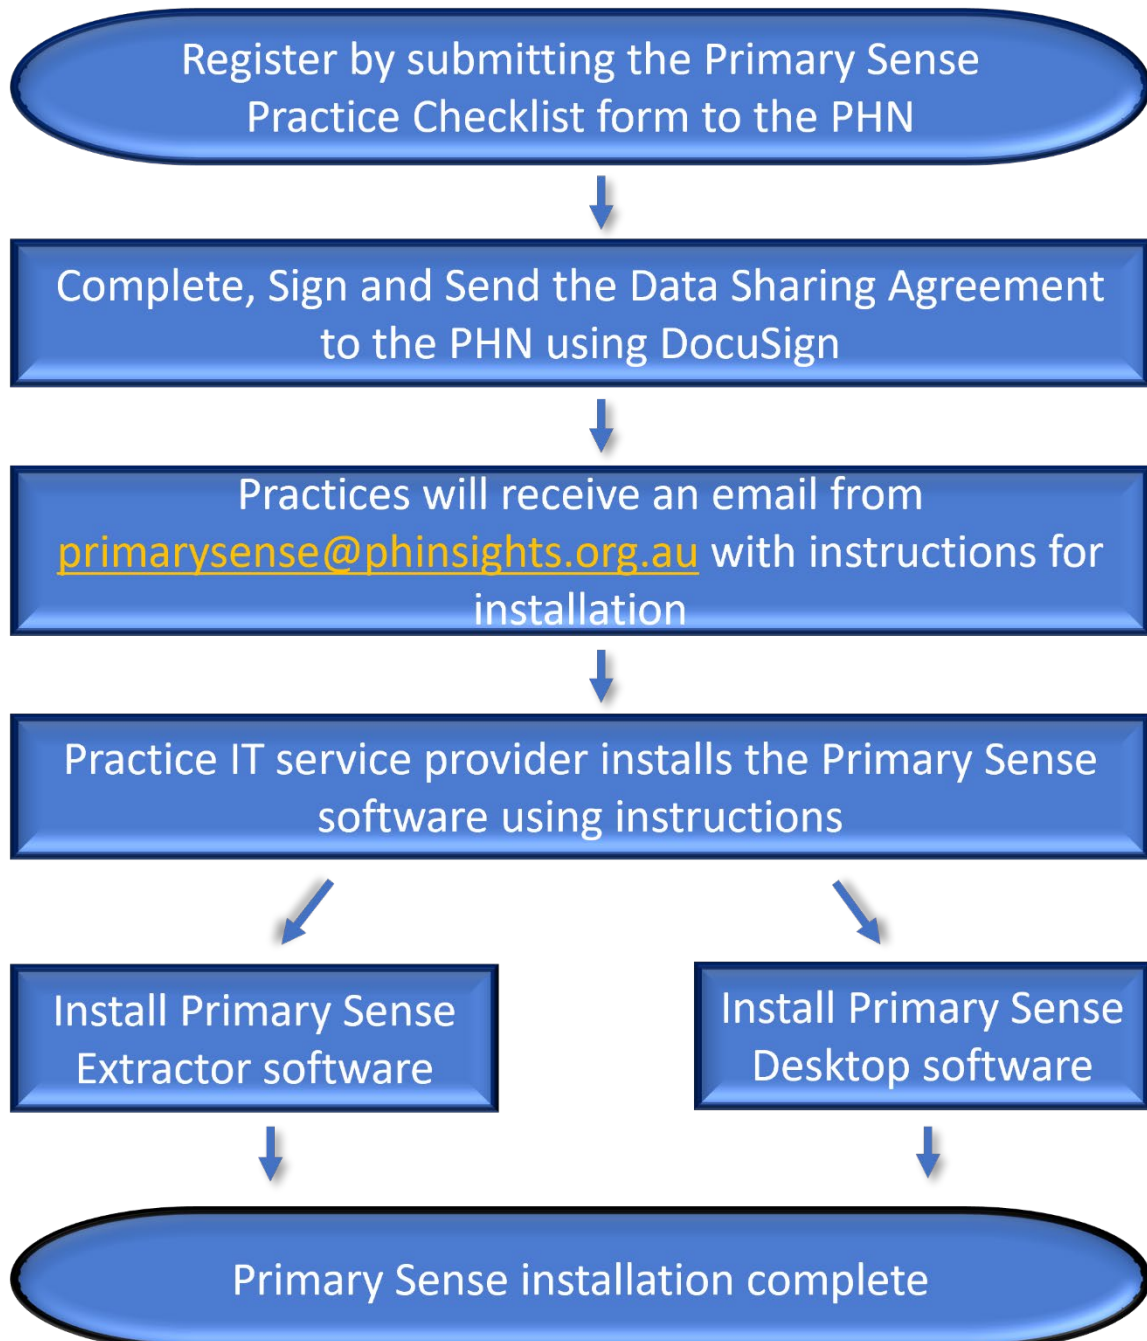 Register by submitting the Primary Sense
Practice Checklist form to the PHN
Complete, Sign and Send the Data Sharing Agreement
to the PHN using DocuSign
Practices will receive an email from
primarysense@phinsights.org.au with instructions for
installation
Practice IT service provider installs the Primary Sense
software using instructions
Install Primary Sense
Extractor software
Install Primary Sense
Desktop software
Primary Sense installation complete